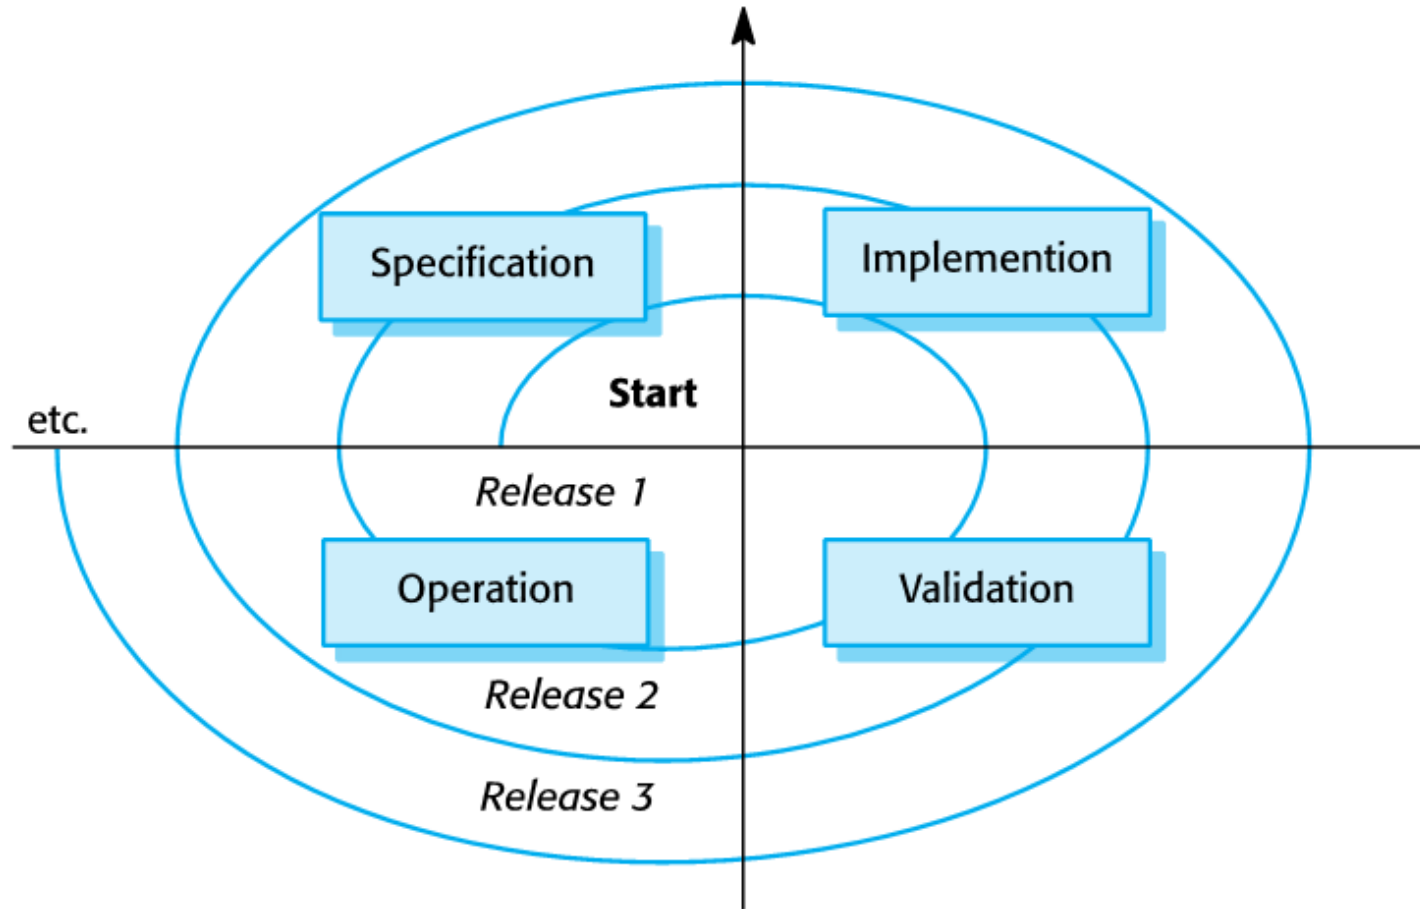 Specification
Implemention
Start
etc.
Release 1
Operation
Validation
Release 2
Release 3